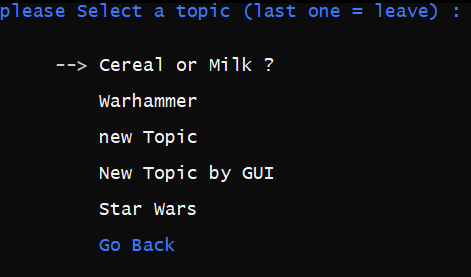 please Select a topic (last one = leave) :
--> Cereal or Milk ?
Warhammer
new Topic
New Topic by GUI
Star Wars
Go Back